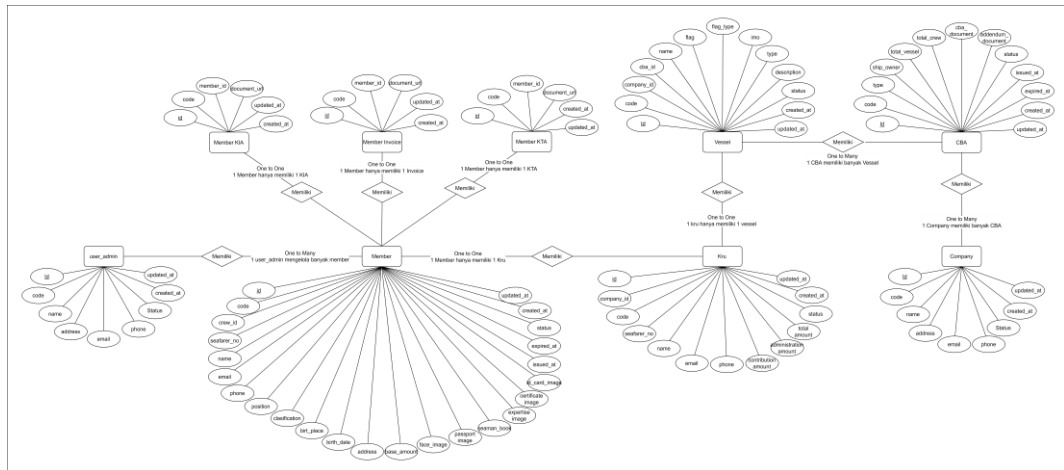 flag_type
flag
imo
name
type
cba_id
description
company_id
status
code
created_at
Id
updated_at
Vessel
cba_document
total_crew
addendum_document
total_vessel
status
ship_owner
issued_at
type
expired_at
code
created_at
Id
updated_at
CBA
member_id
document_url
code
updated_at
Id
created_at
Member KIA
member_id
document_url
code
updated_at
Id
created_at
Member Invoice
member_id
document_url
code
created_at
Id
updated_at
Member KTA
One to One
1 Member hanya memiliki 1 KIA
Memiliki
One to One
1 Member hanya memiliki 1 Invoice
Memiliki
One to One
1 Member hanya memiliki 1 KTA
Memiliki
Memiliki
One to Many
1 CBA memiliki banyak Vessel
Memiliki
One to One
1 kru hanya memiliki 1 vessel
Memiliki
One to Many
1 Company memiliki banyak CBA
user_admin
Memiliki
One to Many
1 user_admin mengelola banyak member
Member
One to One
1 Member hanya memiliki 1 Kru
Memiliki
Kru
Company
Id
code
name
address
email
phone
Status
created_at
updated_at
Id
code
crew_id
seafarer_no
name
email
phone
position
clasification
birt_place
birth_date
address
base_amount
face_image
passport image
seaman_book
expertise image
certificate image
id_card_image
issued_at
expired_at
status
created_at
updated_at
Id
company_id
code
seafarer_no
name
email
phone
contribution amount
administration amount
total amount
status
created_at
updated_at
Id
code
name
address
email
phone
Status
created_at
updated_at